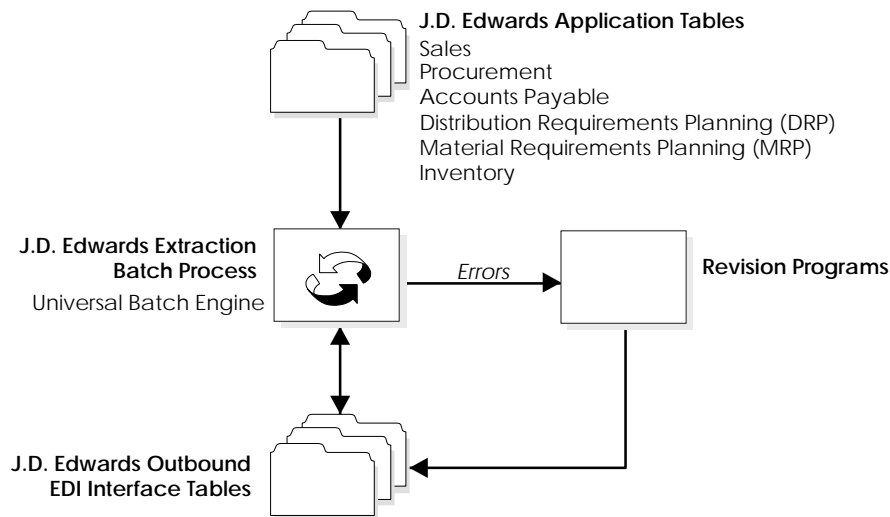 J.D. Edwards Application Tables
Sales
Procurement
Accounts Payable
Distribution Requirements Planning (DRP)
Material Requirements Planning (MRP)
Inventory
J.D. Edwards Extraction
Batch Process
Universal Batch Engine
Errors
Revision Programs
J.D. Edwards Outbound
EDI Interface Tables